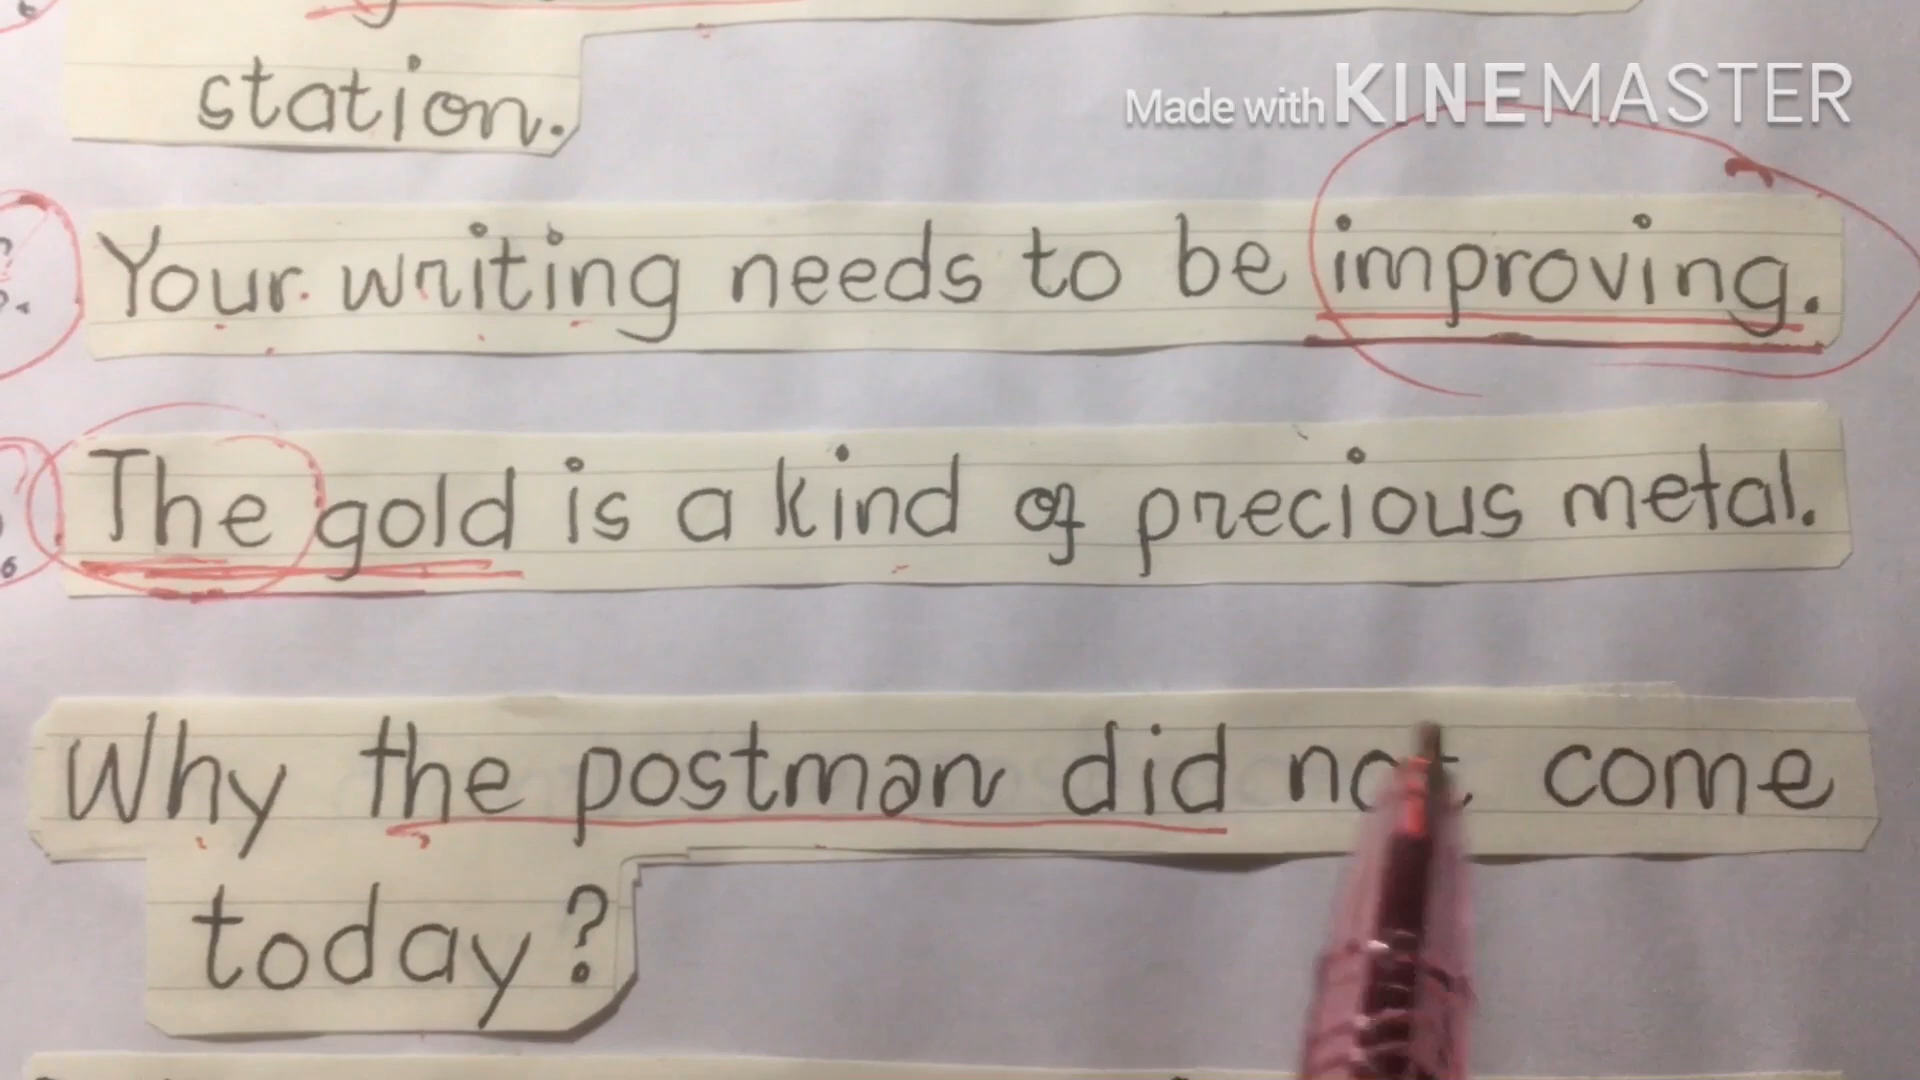 station.
Made with KINEMASTER
Your writing needs to be improving.
The gold is a kind of precious metal.
Why the postman did not come
today?